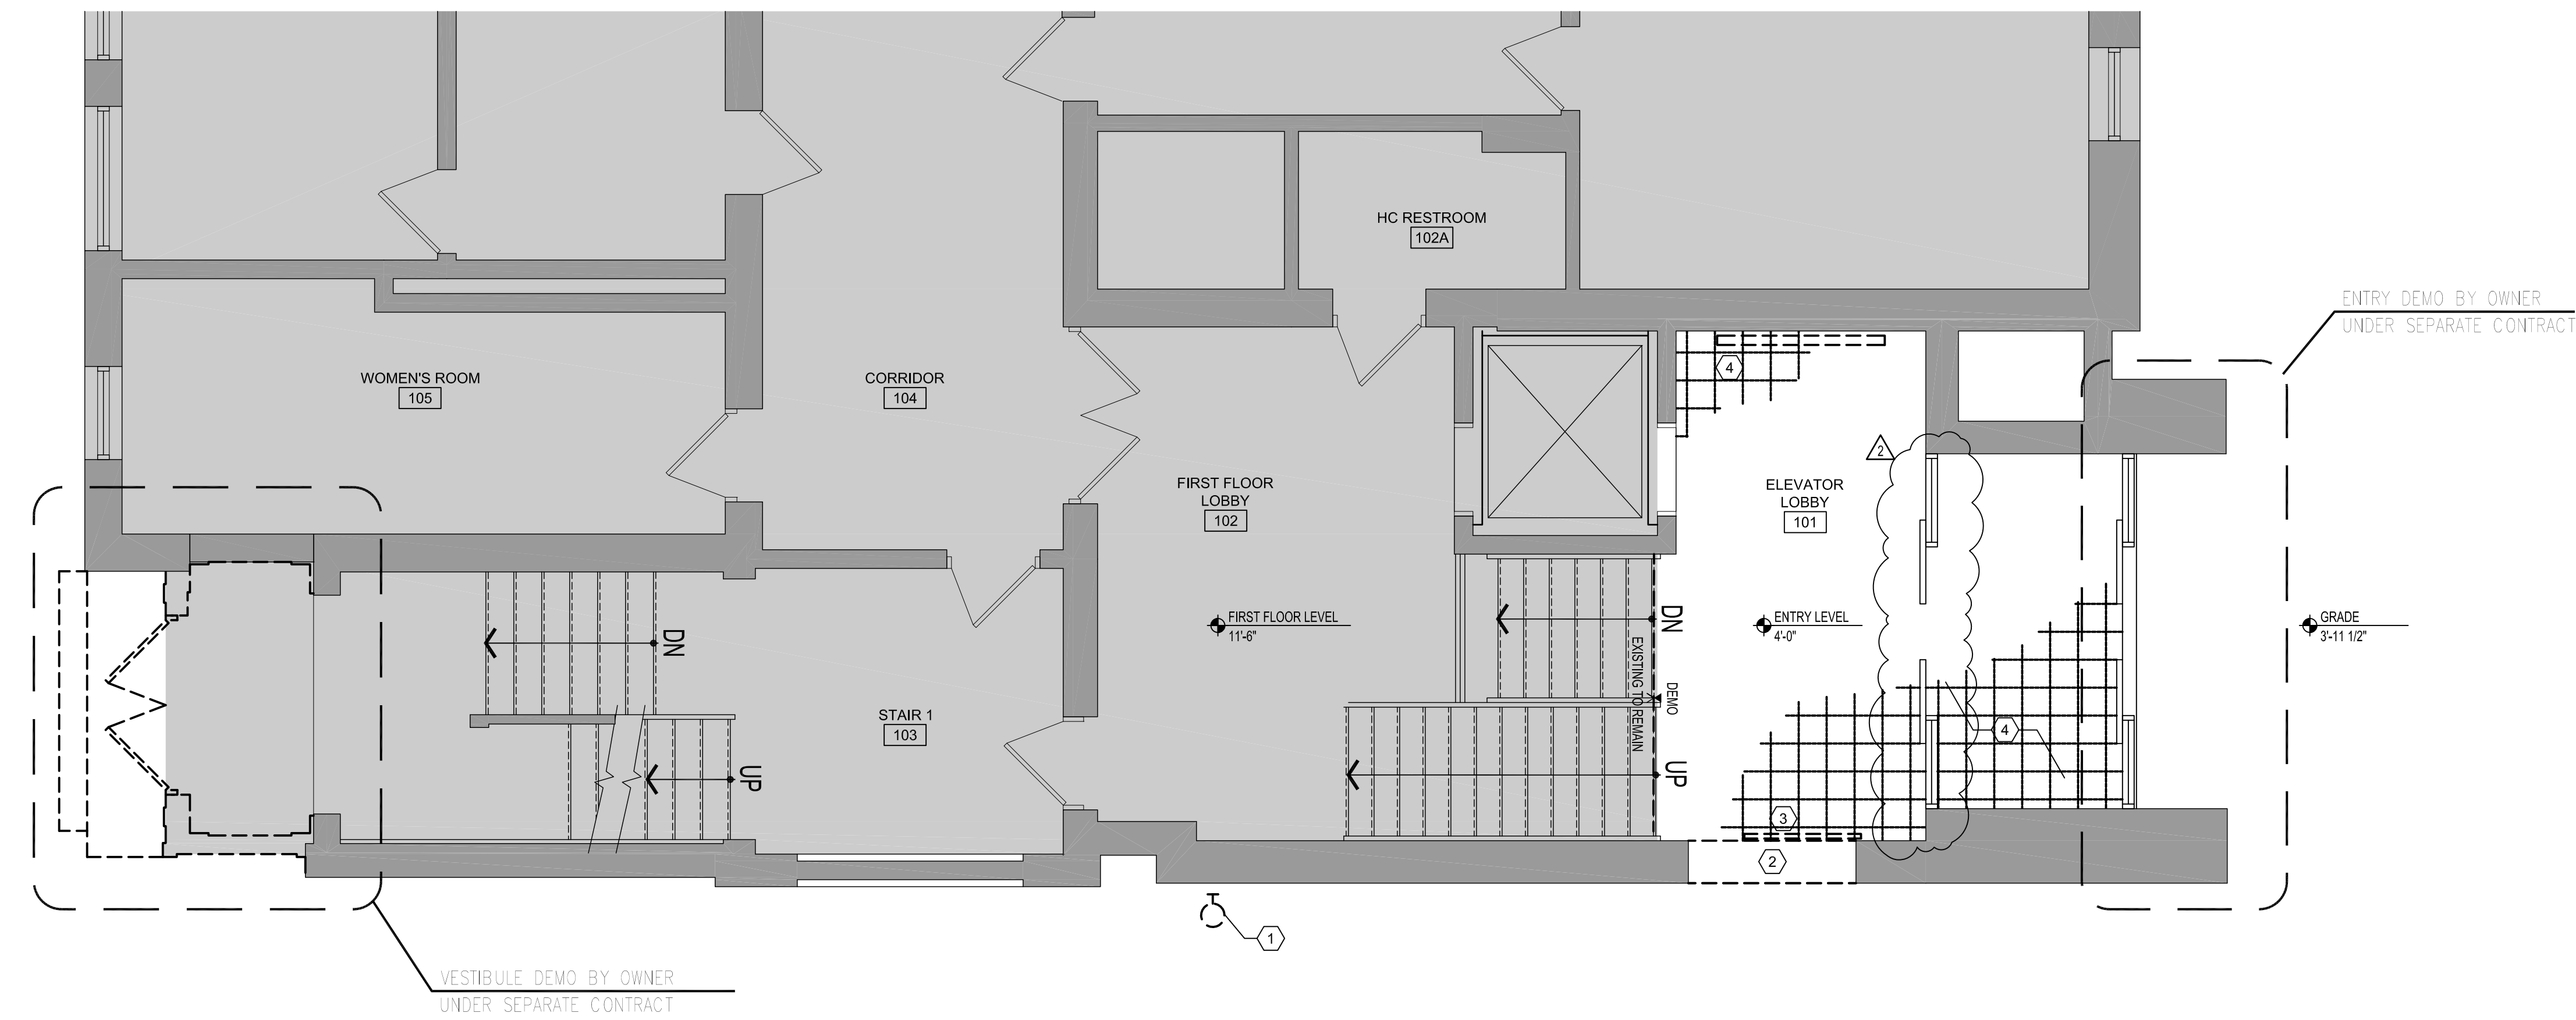 HC RESTROOM
102A
ENTRY DEMO BY OWNER
UNDER SEPARATE CONTRACT
4
WOMEN'S ROOM
105
CORRIDOR
104
2
FIRST FLOOR
LOBBY
102
ELEVATOR
LOBBY
101
FIRST FLOOR LEVEL
11'-6"
DN
ENTRY LEVEL
4'-0"
GRADE
3'-11 1/2"
DN
EXISTING TO REMAIN
DEMO
STAIR 1
103
4
UP
UP
3
2
1
VESTIBULE DEMO BY OWNER
UNDER SEPARATE CONTRACT